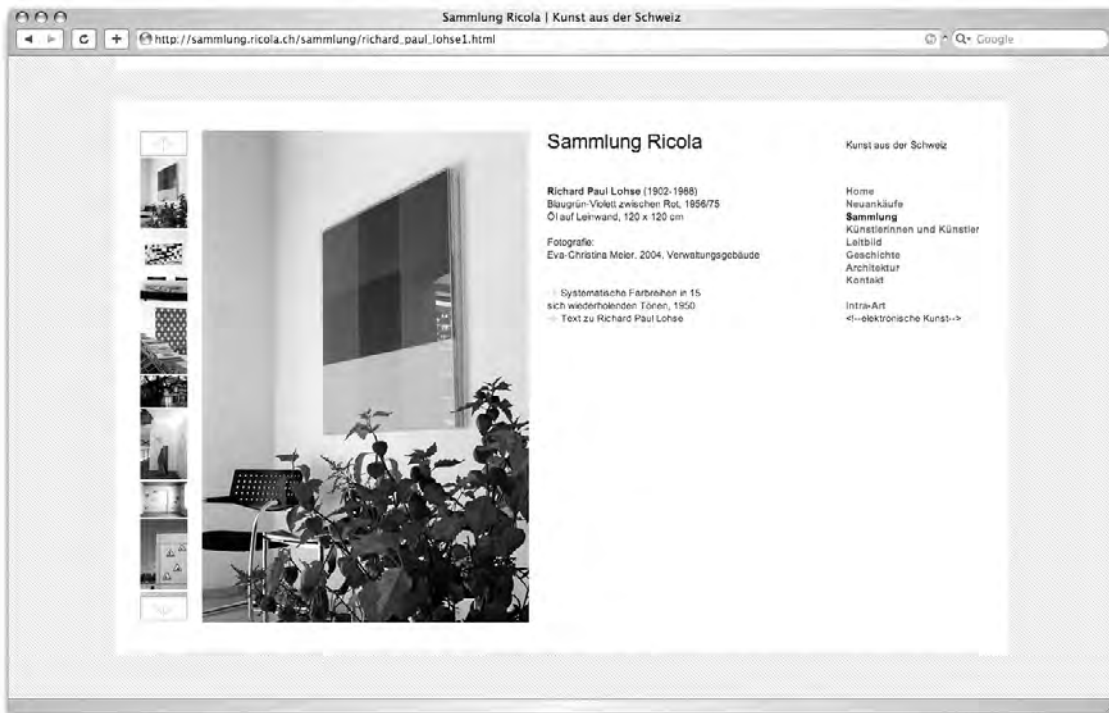 Sammlung Ricola | Kunst aus der Schweiz
http://sammlung.ricola.ch/sammlung/richard_paul_lohse1.html
Google
Sammlung Ricola
Kunst aus der Schweiz
Richard Paul Lohse (1902-1988)
Blaugrün-Violett zwischen Rot, 1956/75
Öl auf Leinwand, 120 x 120 cm
Fotografie:
Eva-Christina Meier, 2004, Verwaltungsgebäude
→ Systematische Farbreihen in 15
sich wiederholenden Tönen, 1950
→ Text zu Richard Paul Lohse
Home
Neuankäufe
Sammlung
Künstlerinnen und Künstler
Leitbild
Geschichte
Architektur
Kontakt
Intra-Art
<!--elektronische Kunst-->